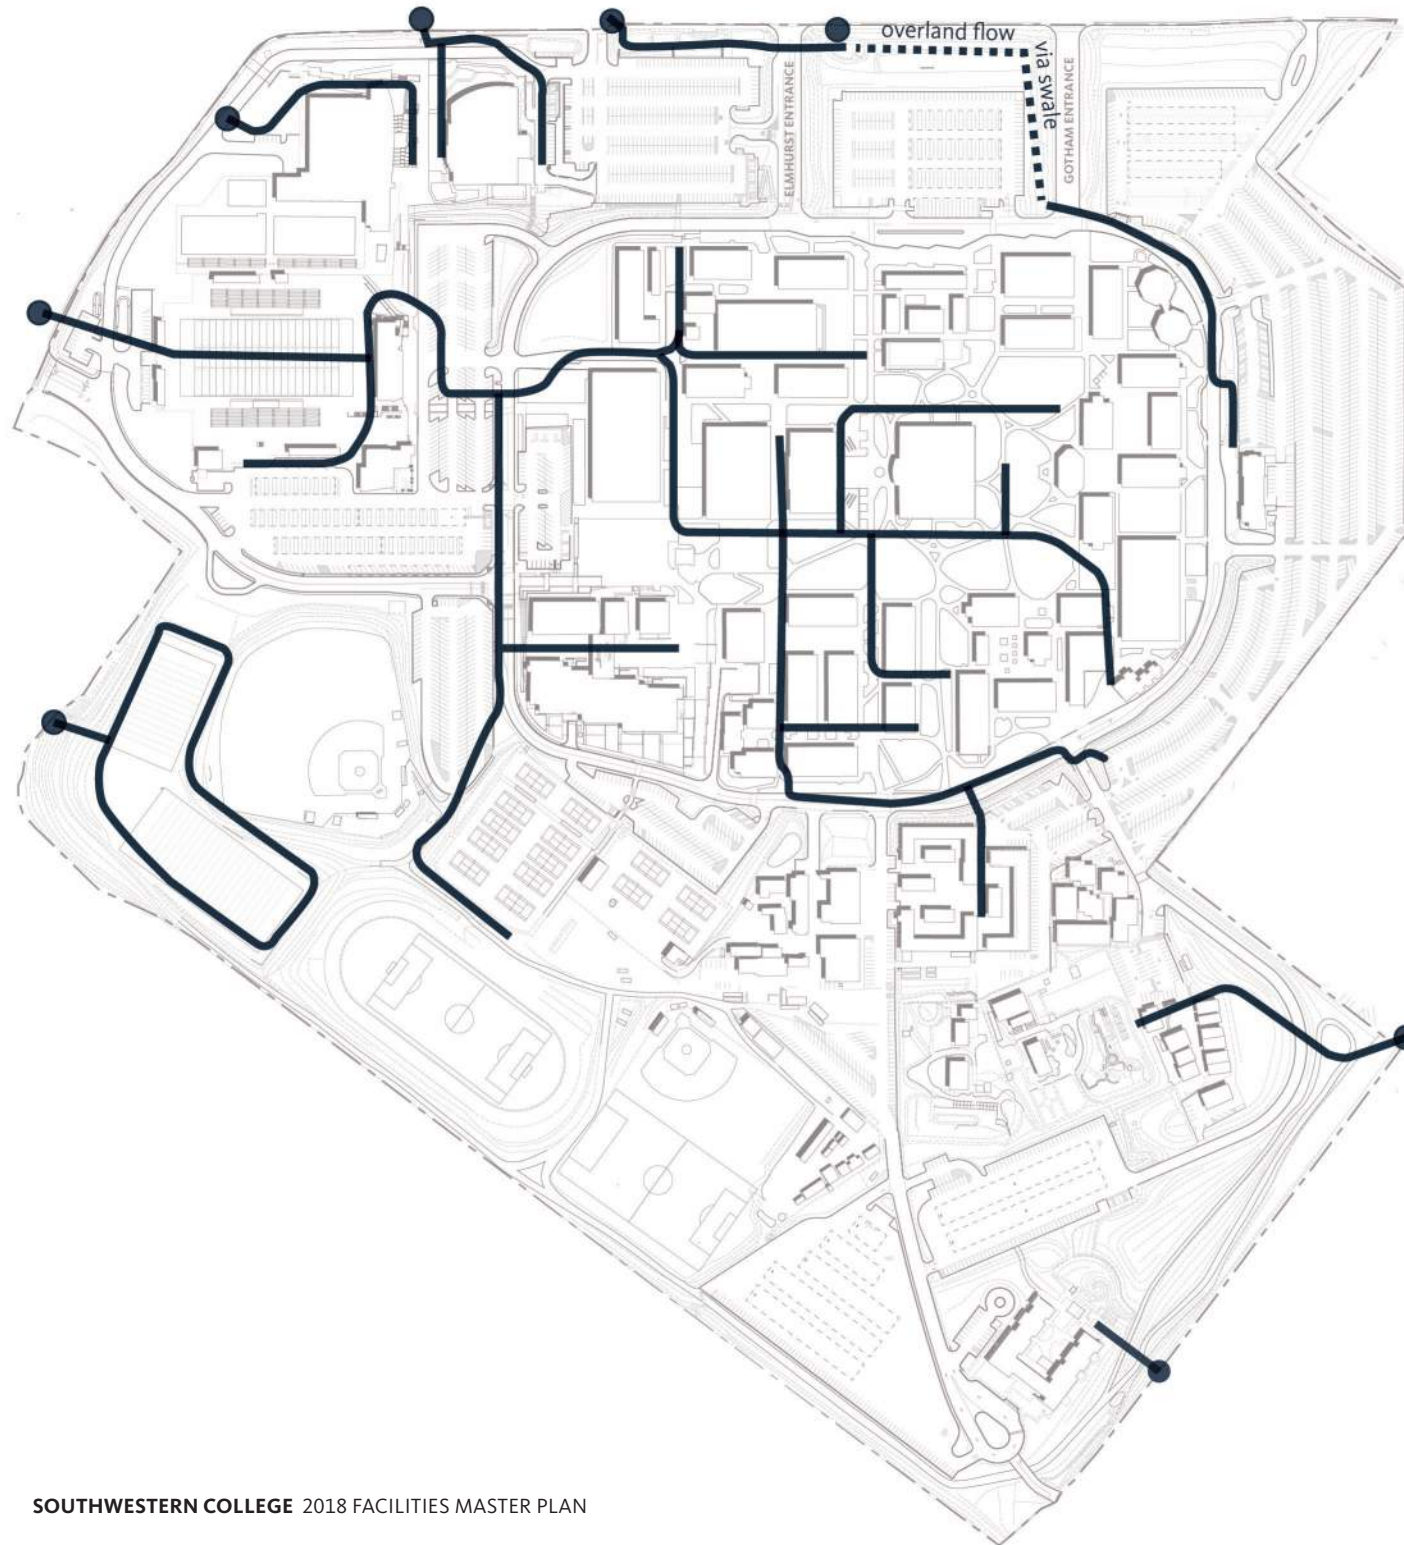 overland flow
via swale
ELMHURST ENTRANCE
GOTHAM ENTRANCE
SOUTHWESTERN COLLEGE 2018 FACILITIES MASTER PLAN